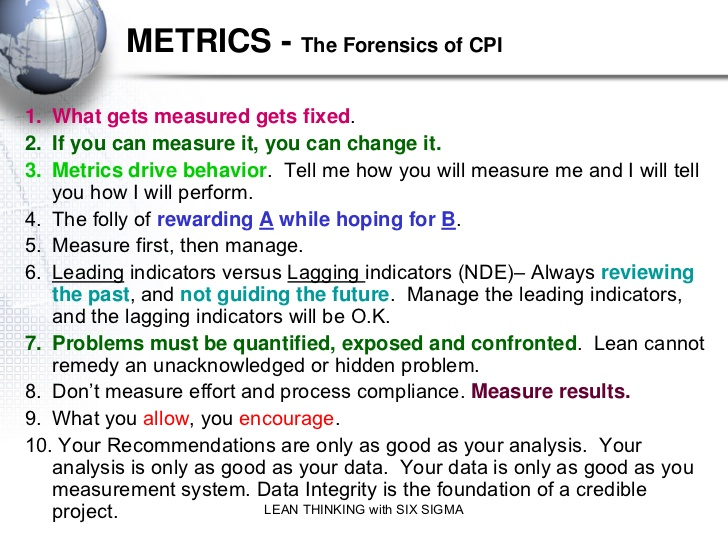 METRICS - The Forensics of CPI
1. What gets measured gets fixed.
2. If you can measure it, you can change it.
3. Metrics drive behavior.  Tell me how you will measure me and I will tell
you how I will perform.
4. The folly of rewarding A while hoping for B.
5. Measure first, then manage.
6. Leading indicators versus Lagging indicators (NDE)– Always reviewing
the past, and not guiding the future.  Manage the leading indicators,
and the lagging indicators will be O.K.
7. Problems must be quantified, exposed and confronted.  Lean cannot
remedy an unacknowledged or hidden problem.
8. Don’t measure effort and process compliance. Measure results.
9. What you allow, you encourage.
10. Your Recommendations are only as good as your analysis.  Your
analysis is only as good as your data.  Your data is only as good as you
measurement system. Data Integrity is the foundation of a credible
project.
LEAN THINKING with SIX SIGMA